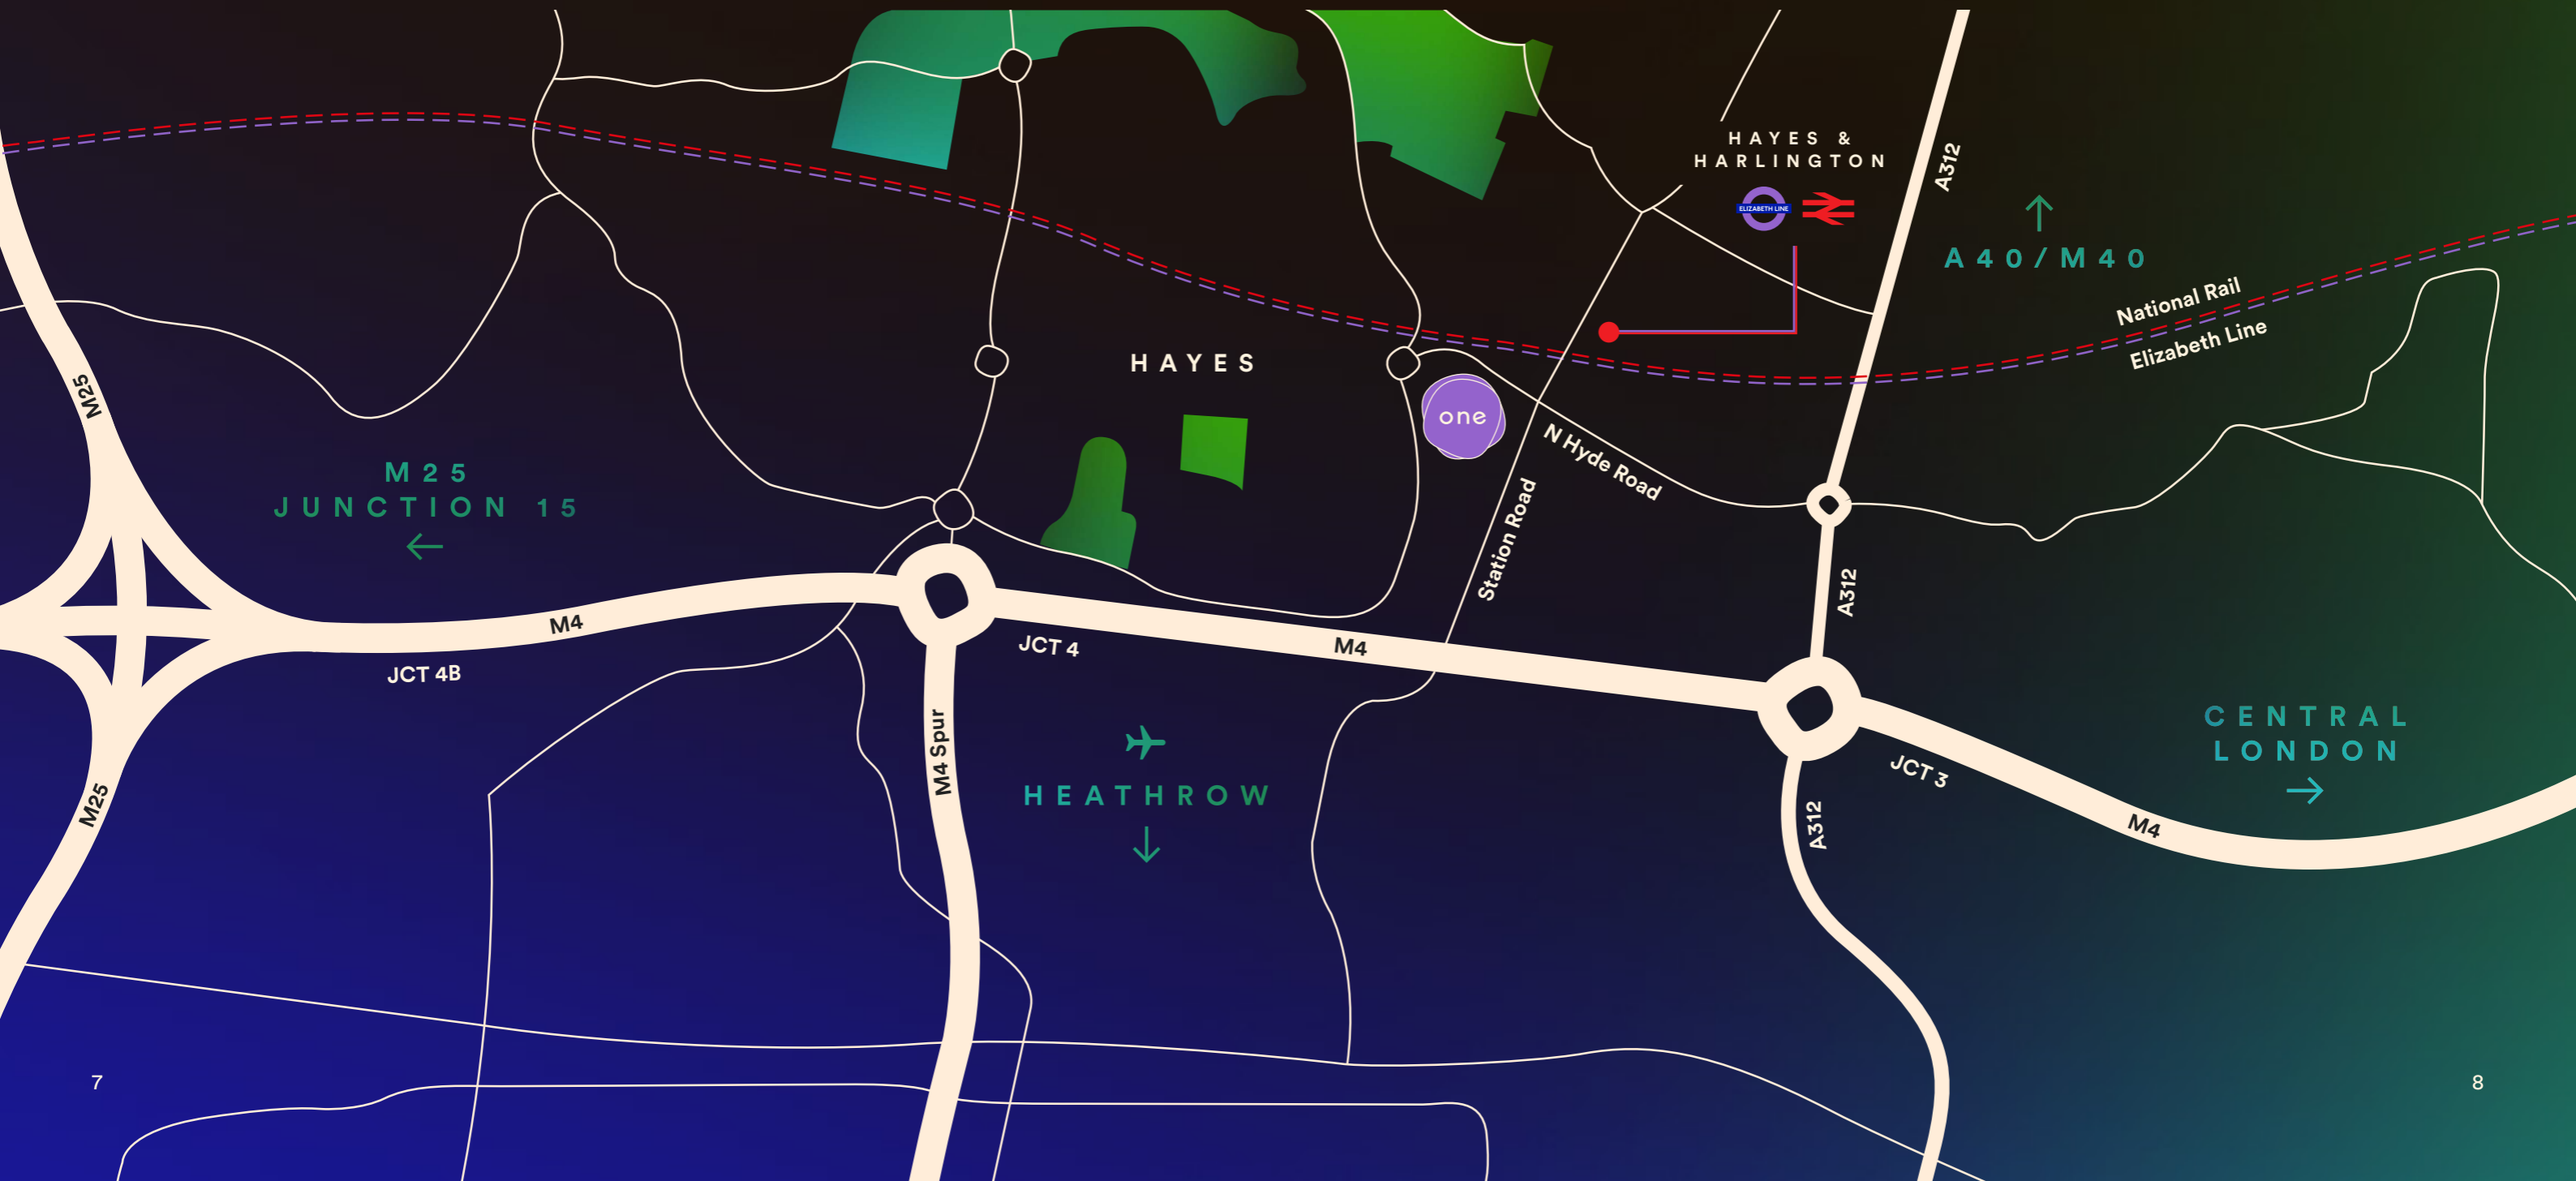 HAYES &
HARLINGTON
ELIZABETH LINE
A312
A40/M40
National Rail
Elizabeth Line
HAYES
one
N Hyde Road
Station Road
M25
M25
JUNCTION 15
M4
JCT 4B
JCT 4
M4
A312
M4 Spur
HEATHROW
CENTRAL
LONDON
JCT 3
M4
A312
M25
7
8